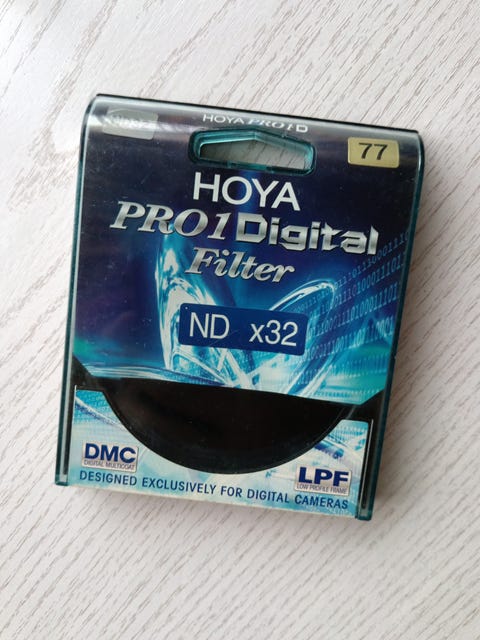 HOYA PRO1D
77
HOYA
PRO1Digital
Filter
ND x32
DMC
DIGITAL MULTICOAT
LPF
LOW PROFILE FRAME
DESIGNED EXCLUSIVELY FOR DIGITAL CAMERAS